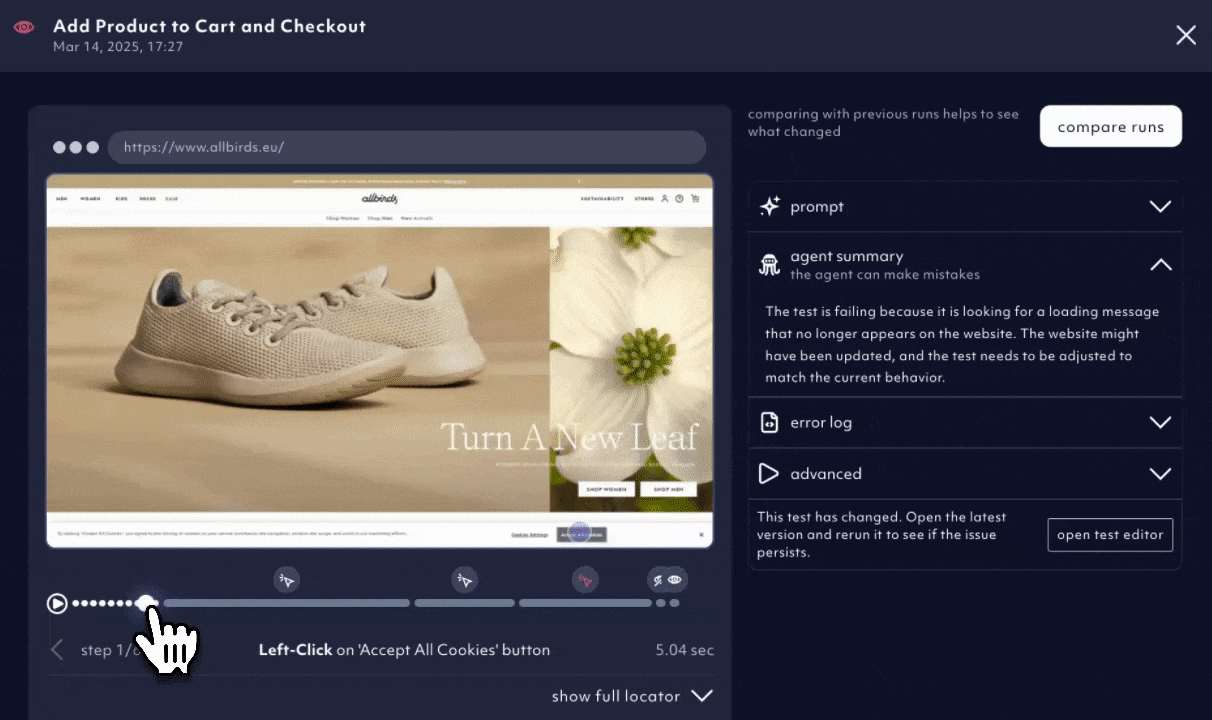 Add Product to Cart and Checkout
Mar 14, 2025, 17:27
https://www.allbirds.eu/
MEN WOMEN KIDS SOCKS SALE
allbirds
SUSTAINABILITY STORES
Shop Women Shop Men New Arrivals
Turn A New Leaf
SHOP WOMEN SHOP MEN
Cookies Settings
step 1/
Left-Click on 'Accept All Cookies' button
5.04 sec
show full locator
comparing with previous runs helps to see
what changed
compare runs
prompt
agent summary
the agent can make mistakes
The test is failing because it is looking for a loading message
that no longer appears on the website. The website might
have been updated, and the test needs to be adjusted to
match the current behavior.
error log
advanced
This test has changed. Open the latest
version and rerun it to see if the issue
persists.
open test editor